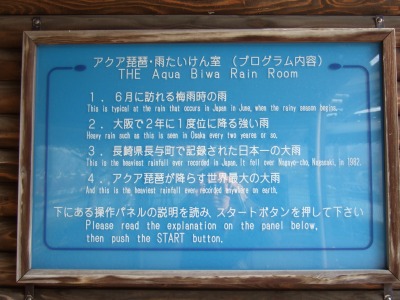 アクア琵琶・雨たいけん室 (プログラム内容)
THE Aqua Biwa Rain Room
1. 6月に訪れる梅雨時の雨
This is typical of the rain that occurs in Japan in June, when the rainy season begins.
2. 大阪で2年に1度位に降る強い雨
Heavy rain such as this is seen in Osaka every two yeares or so.
3. 長崎県長与町で記録された日本一の大雨
This is the heaviest rainfall ever recorded in Japan. It fell over Nagayo-cho, Nagasaki, in 1982.
4. アクア琵琶が降らす世界最大の大雨
And this is the heaviest rainfall ever recorded anywhere on earth.
下にある操作パネルの説明を読み、スタートボタンを押して下さい
Please read the explanation on the panel below,
then push the START button.